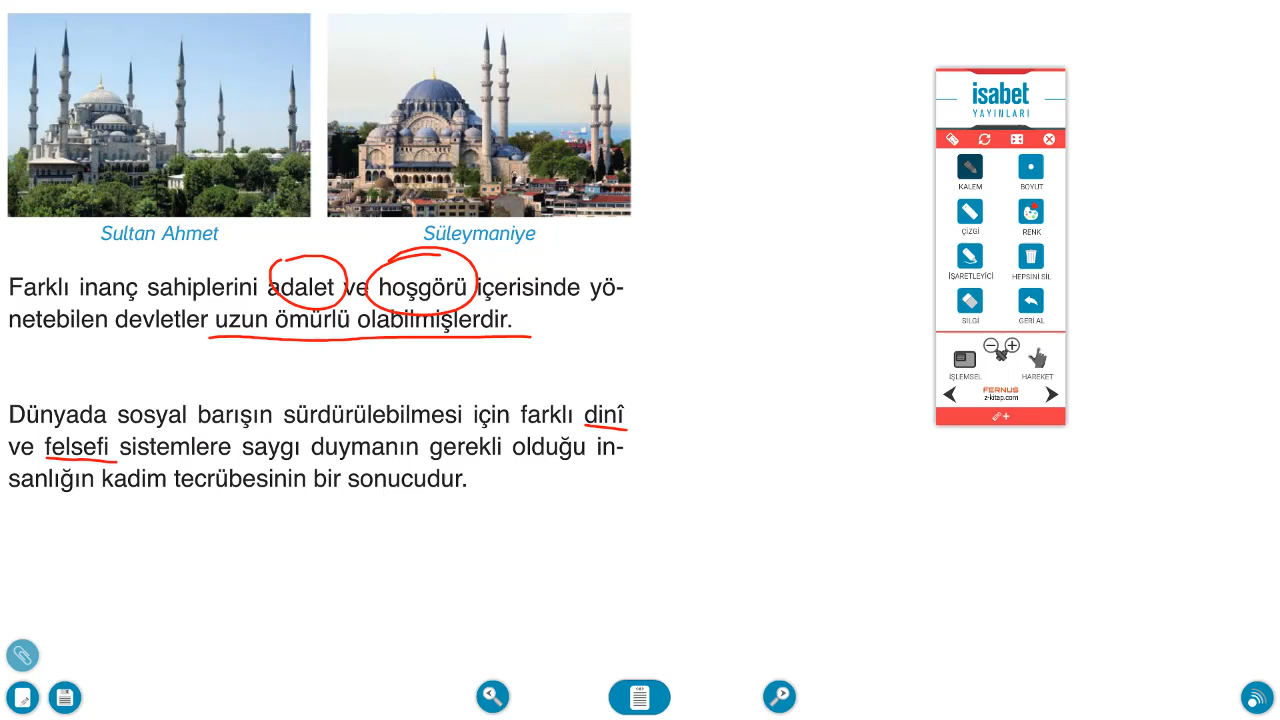 Sultan Ahmet
Süleymaniye
Farklı inanç sahiplerini adalet ve hoşgörü içerisinde yö-
netebilen devletler uzun ömürlü olabilmişlerdir.
Dünyada sosyal barışın sürdürülebilmesi için farklı dinî
ve felsefi sistemlere saygı duymanın gerekli olduğu in-
sanlığın kadim tecrübesinin bir sonucudur.
isabet
YAYINLARI
KALEM
BOYUT
ÇİZGİ
RENK
İŞARETLEYİCİ
HEPSİNİ SİL
SİLGİ
GERİ AL
İŞLEMSEL
HAREKET
FERNUS
z-kitap.com